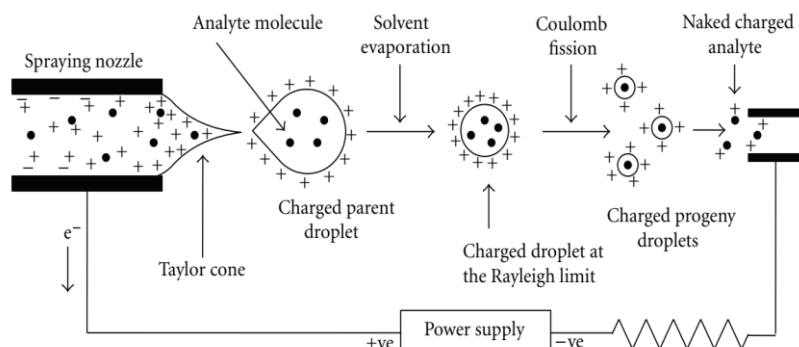 Analyte molecule
Solvent
evaporation
Coulomb
fission
Naked charged
analyte
Spraying nozzle
Charged parent
droplet
Charged progeny
droplets
Charged droplet at
the Rayleigh limit
e⁻
Taylor cone
+ve
Power supply
−ve